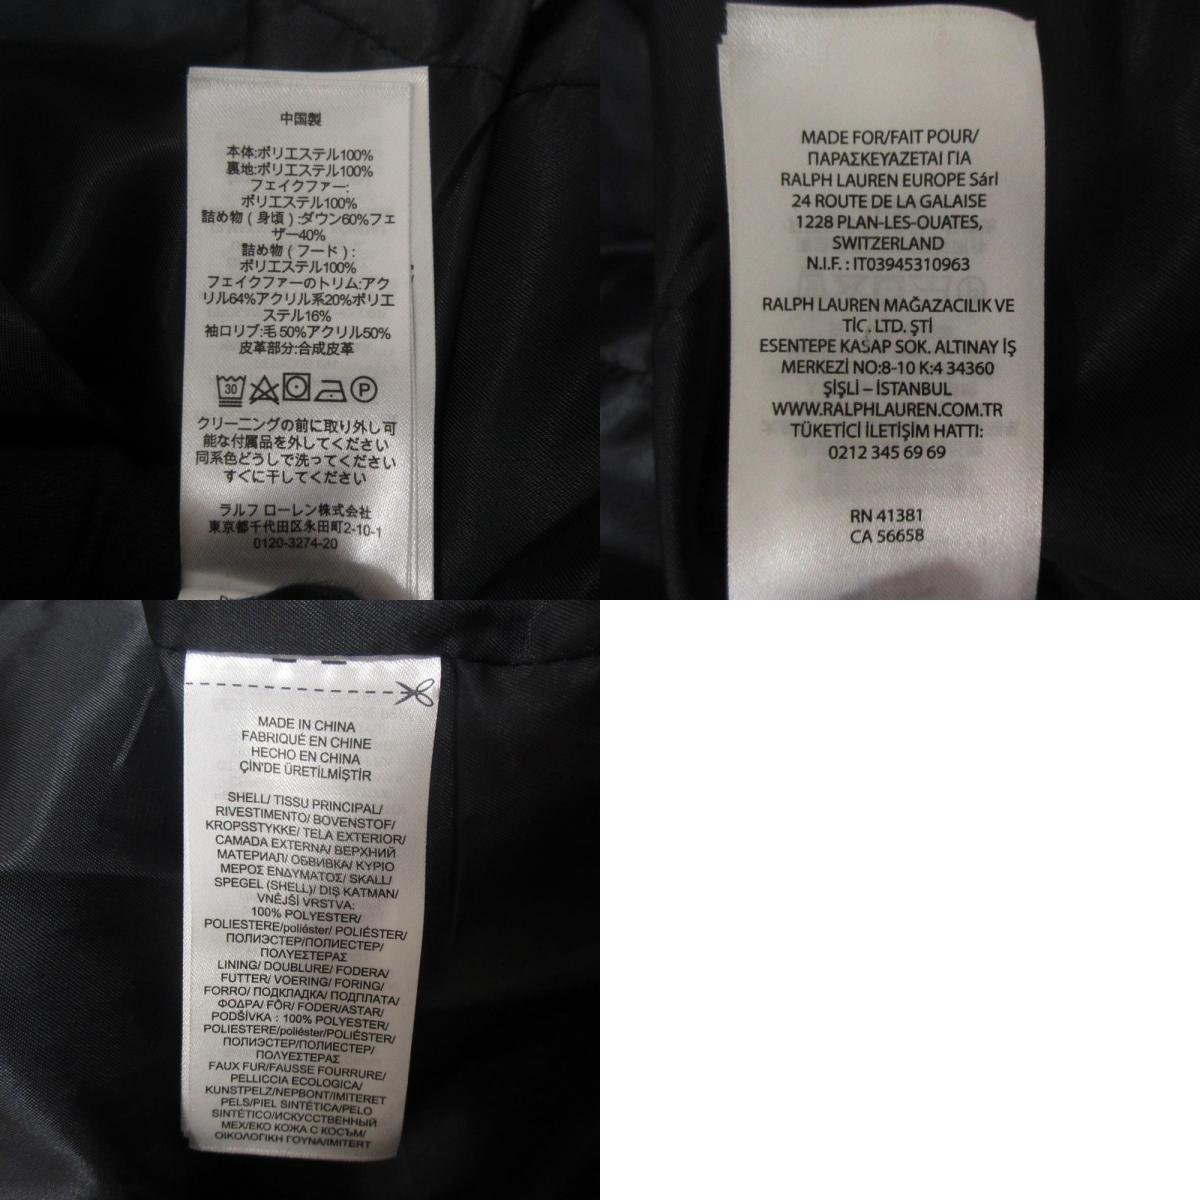 中国製
本体:ポリエステル100%
裏地:ポリエステル100%
フェイクファー:
ポリエステル100%
詰め物(身頃):ダウン60%フェ
ザー40%
詰め物(フード):
ポリエステル100%
フェイクファーのトリム:アク
リル64%アクリル系20%ポリエ
ステル16%
袖口リブ:毛50%アクリル50%
皮革部分:合成皮革
30 P
クリーニングの前に取り外し可
能な付属品を外してください
同系色どうしで洗ってください
すぐに干してください
ラルフ ローレン株式会社
東京都千代田区永田町2-10-1
0120-3274-20
MADE FOR/FAIT POUR/
ΠΑΡΑΣΚΕΥΑΖΕΤΑΙ ΓΙΑ
RALPH LAUREN EUROPE Sárl
24 ROUTE DE LA GALAISE
1228 PLAN-LES-OUATES,
SWITZERLAND
N.I.F. : IT03945310963
RALPH LAUREN MAĞAZACILIK VE
TİC. LTD. ŞTİ
ESENTEPE KASAP SOK. ALTINAY İŞ
MERKEZİ NO:8-10 K:4 34360
ŞİŞLİ – İSTANBUL
WWW.RALPHLAUREN.COM.TR
TÜKETİCİ İLETİŞİM HATTI:
0212 345 69 69
RN 41381
CA 56658
MADE IN CHINA
FABRIQUÉ EN CHINE
HECHO EN CHINA
ÇİN'DE ÜRETİLMİŞTİR
SHELL/ TISSU PRINCIPAL/
RIVESTIMENTO/ BOVENSTOF/
KROPSSTYKKE/ TELA EXTERIOR/
CAMADA EXTERNA/ ВЕРХНИЙ
МАТЕРИАЛ/ ОБВИВКА/ ΚΥΡΙΟ
ΜΕΡΟΣ ΕΝΔΥΜΑΤΟΣ/ SKALL/
SPEGEL (SHELL)/ DIŞ KATMAN/
VNĚJŠÍ VRSTVA:
100% POLYESTER/
POLIESTERE/poliéster/ POLIÉSTER/
ПОЛИЭСТЕР/ПОЛИЕСТЕР/
ΠΟΛΥΕΣΤΕΡΑΣ
LINING/ DOUBLURE/ FODERA/
FUTTER/ VOERING/ FORING/
FORRO/ ПОДКЛАДКА/ ПОДПЛАТА/
ΦΟΔΡΑ/ FÔR/ FODER/ASTAR/
PODŠÍVKA : 100% POLYESTER/
POLIESTERE/poliéster/POLIÉSTER/
ПОЛИЭСТЕР/ПОЛИЕСТЕР/
ΠΟΛΥΕΣΤΕΡΑΣ
FAUX FUR/FAUSSE FOURRURE/
PELLICCIA ECOLOGICA/
KUNSTPELZ/NEPBONT/IMITERET
PELS/PIEL SINTÉTICA/PELO
SINTÉTICO/ИСКУССТВЕННЫЙ
МЕХ/ЕКО КОЖА С КОСЪМ/
ΟΙΚΟΛΟΓΙΚΗ ΓΟΥΝΑ/IMITERT